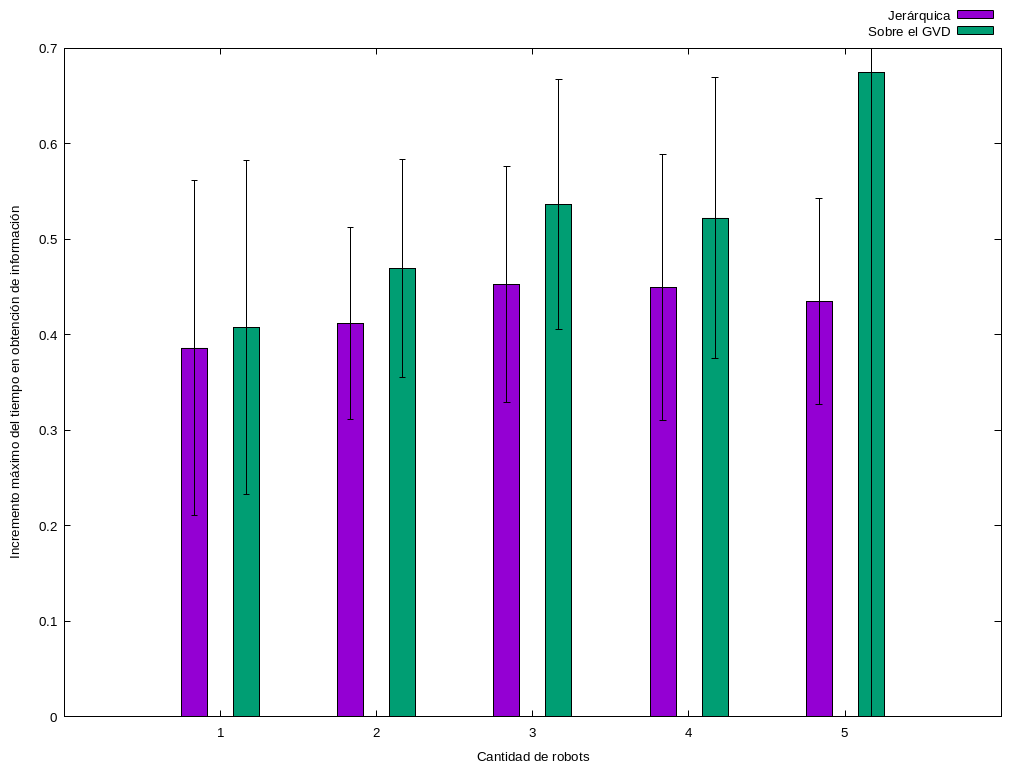 Jerárquica
Sobre el GVD
0.7
0.6
0.5
0.4
0.3
0.2
0.1
0
Incremento máximo del tiempo en obtención de información
1 2 3 4 5
Cantidad de robots